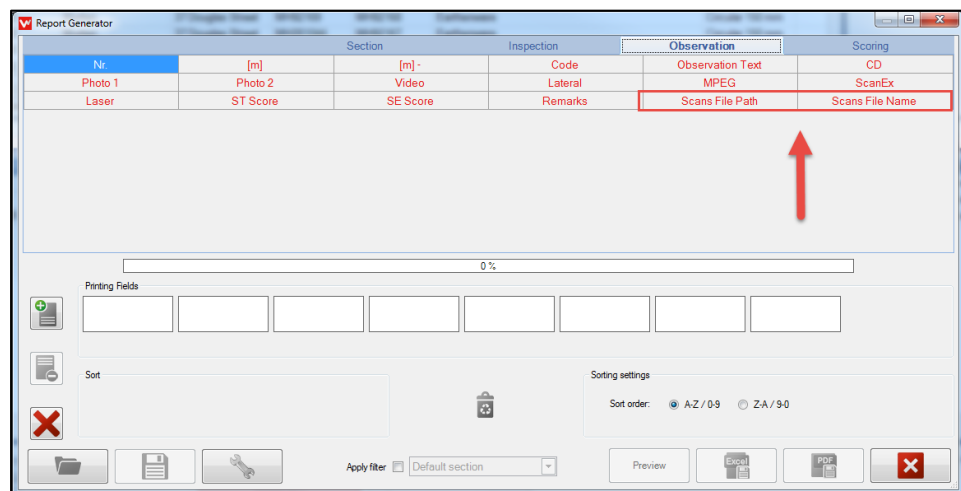 Report Generator
Section Inspection Observation Scoring
Nr. [m] [m] - Code Observation Text CD
Photo 1 Photo 2 Video Lateral MPEG ScanEx
Laser ST Score SE Score Remarks Scans File Path Scans File Name
0 %
Printing Fields
Sort
Sorting settings
Sort order: A-Z / 0-9 Z-A / 9-0
Apply filter Default section Preview Excel PDF